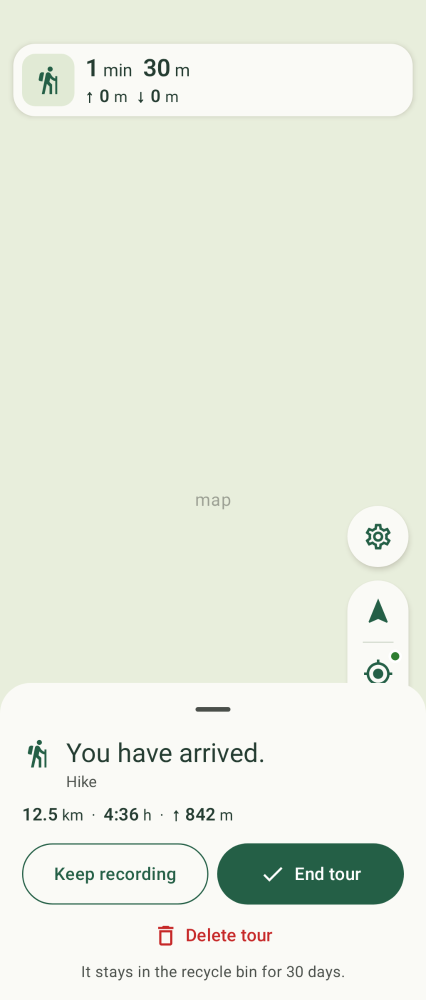 1 min 30 m
↑ 0 m ↓ 0 m
map
You have arrived.
Hike
12.5 km · 4:36 h · ↑ 842 m
Keep recording
End tour
Delete tour
It stays in the recycle bin for 30 days.